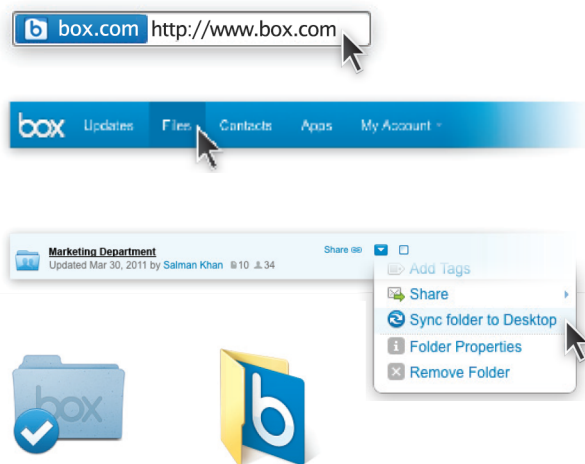 box.com http://www.box.com
box Updates Files Contacts Apps My Account
Marketing Department Share
Updated Mar 30, 2011 by Salman Khan 10 34
Add Tags
Share
Sync folder to Desktop
Folder Properties
Remove Folder
box
b